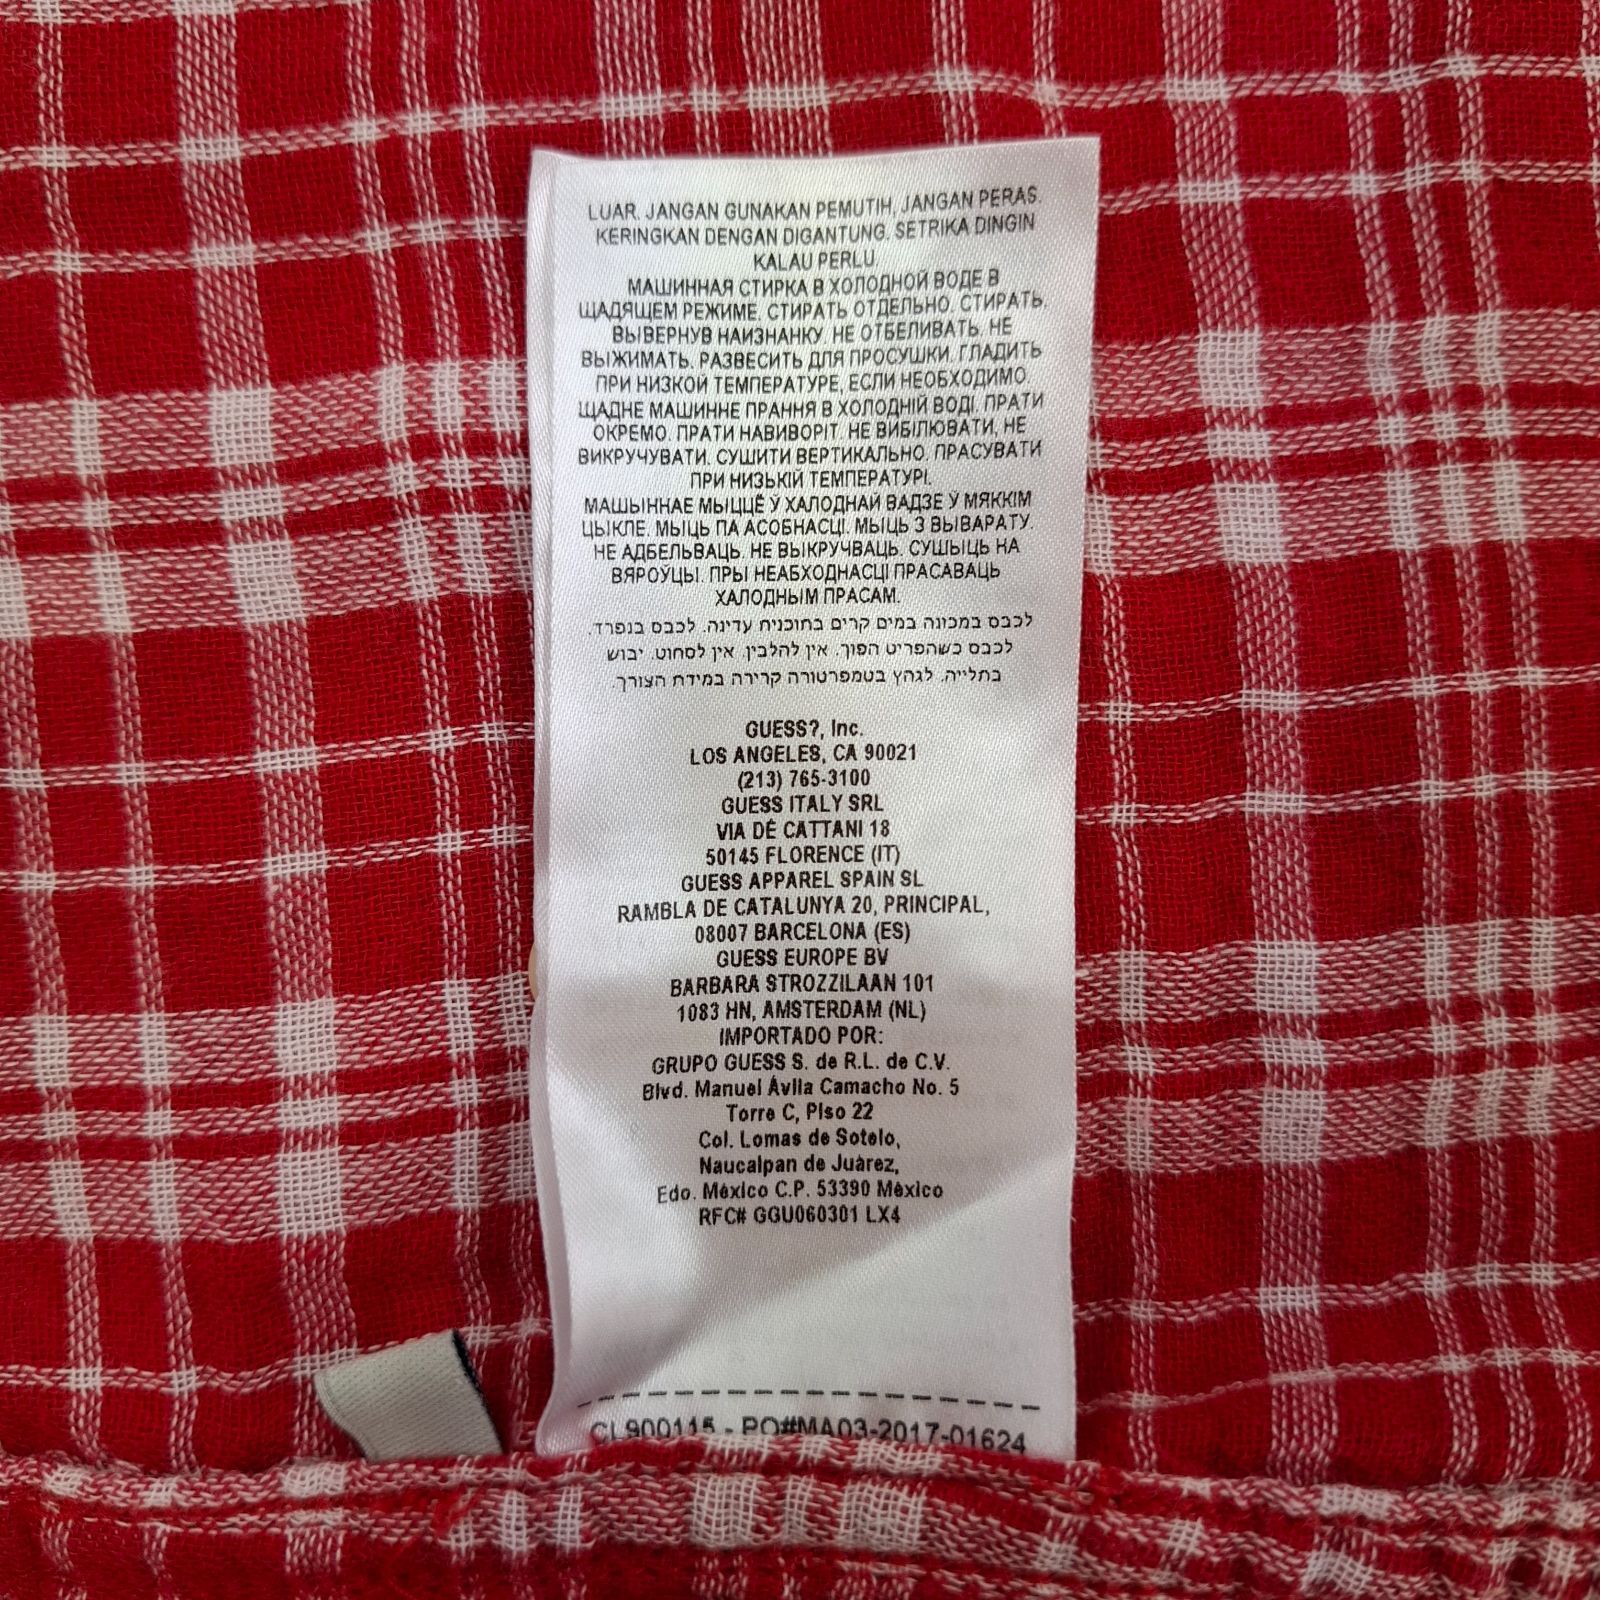 LUAR. JANGAN GUNAKAN PEMUTIH. JANGAN PERAS.
KERINGKAN DENGAN DIGANTUNG. SETRIKA DINGIN
KALAU PERLU.
МАШИННАЯ СТИРКА В ХОЛОДНОЙ ВОДЕ В
ЩАДЯЩЕМ РЕЖИМЕ. СТИРАТЬ ОТДЕЛЬНО. СТИРАТЬ,
ВЫВЕРНУВ НАИЗНАНКУ. НЕ ОТБЕЛИВАТЬ. НЕ
ВЫЖИМАТЬ. РАЗВЕСИТЬ ДЛЯ ПРОСУШКИ. ГЛАДИТЬ
ПРИ НИЗКОЙ ТЕМПЕРАТУРЕ, ЕСЛИ НЕОБХОДИМО.
ЩАДНЕ МАШИННЕ ПРАННЯ В ХОЛОДНІЙ ВОДІ. ПРАТИ
ОКРЕМО. ПРАТИ НАВИВОРІТ. НЕ ВИБІЛЮВАТИ. НЕ
ВИКРУЧУВАТИ. СУШИТИ ВЕРТИКАЛЬНО. ПРАСУВАТИ
ПРИ НИЗЬКІЙ ТЕМПЕРАТУРІ.
МАШЫННАЕ МЫЦЦЁ Ў ХАЛОДНАЙ ВАДЗЕ Ў МЯККІМ
ЦЫКЛЕ. МЫЦЬ ПА АСОБНАСЦІ. МЫЦЬ З ВЫВАРАТУ.
НЕ АДБЕЛЬВАЦЬ. НЕ ВЫКРУЧВАЦЬ. СУШЫЦЬ НА
ВЯРОЎЦЫ. ПРЫ НЕАБХОДНАСЦІ ПРАСАВАЦЬ
ХАЛОДНЫМ ПРАСАМ.
לכבס במכונה במים קרים בתוכנית עדינה. לכבס בנפרד.
לכבס כשהפריט הפוך. אין להלבין. אין לסחוט. יבוש
בתלייה. לגהץ בטמפרטורה קרירה במידת הצורך.
GUESS?, Inc.
LOS ANGELES, CA 90021
(213) 765-3100
GUESS ITALY SRL
VIA DÉ CATTANI 18
50145 FLORENCE (IT)
GUESS APPAREL SPAIN SL
RAMBLA DE CATALUNYA 20, PRINCIPAL,
08007 BARCELONA (ES)
GUESS EUROPE BV
BARBARA STROZZILAAN 101
1083 HN, AMSTERDAM (NL)
IMPORTADO POR:
GRUPO GUESS S. de R.L. de C.V.
Blvd. Manuel Ávila Camacho No. 5
Torre C, Piso 22
Col. Lomas de Sotelo,
Naucalpan de Juárez,
Edo. México C.P. 53390 México
RFC# GGU060301 LX4
CL900115 - PO#MA03-2017-01624